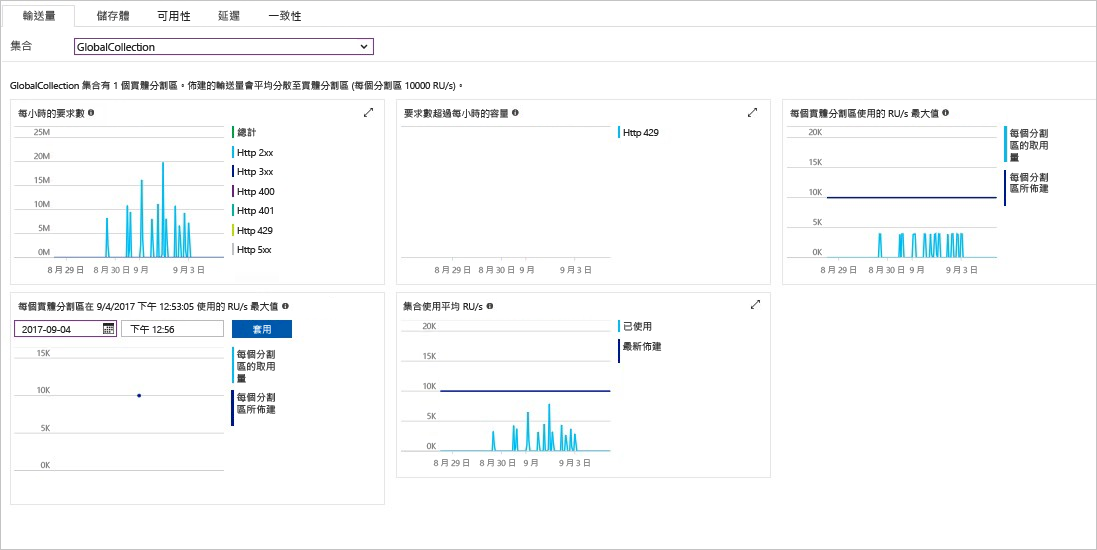 輸送量 儲存體 可用性 延遲 一致性
集合 GlobalCollection
GlobalCollection 集合有 1 個實體分割區。佈建的輸送量會平均分散至實體分割區 (每個分割區 10000 RU/s)。
每小時的要求數
25M
20M
15M
10M
5M
0M
8 月 29 日 8 月 30 日 9 月 9 月 3 日
總計
Http 2xx
Http 3xx
Http 400
Http 401
Http 429
Http 5xx
要求數超過每小時的容量
Http 429
8 月 29 日 8 月 30 日 9 月 9 月 3 日
每個實體分割區使用的 RU/s 最大值
20K
15K
10K
5K
0K
8 月 29 日 8 月 30 日 9 月 9 月 3 日
每個分割
區的取用
量
每個分割
區所佈建
每個實體分割區在 9/4/2017 下午 12:53:05 使用的 RU/s 最大值
2017-09-04 下午 12:56 套用
15K
10K
5K
0K
每個分割
區的取用
量
每個分割
區所佈建
集合使用平均 RU/s
20K
15K
10K
5K
0K
8 月 29 日 8 月 30 日 9 月 9 月 3 日
已使用
最新佈建